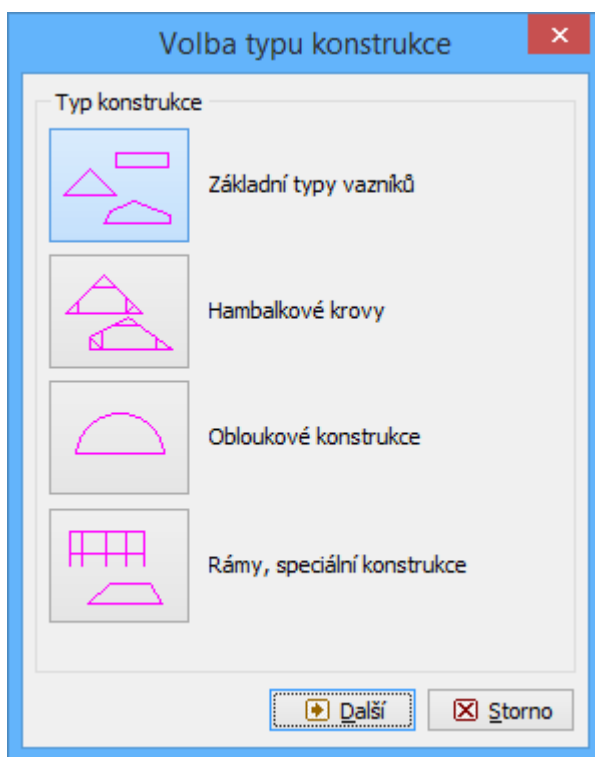 Volba typu konstrukce
Typ konstrukce
Základní typy vazníků
Hambalkové krovy
Obloukové konstrukce
Rámy, speciální konstrukce
Další
Storno